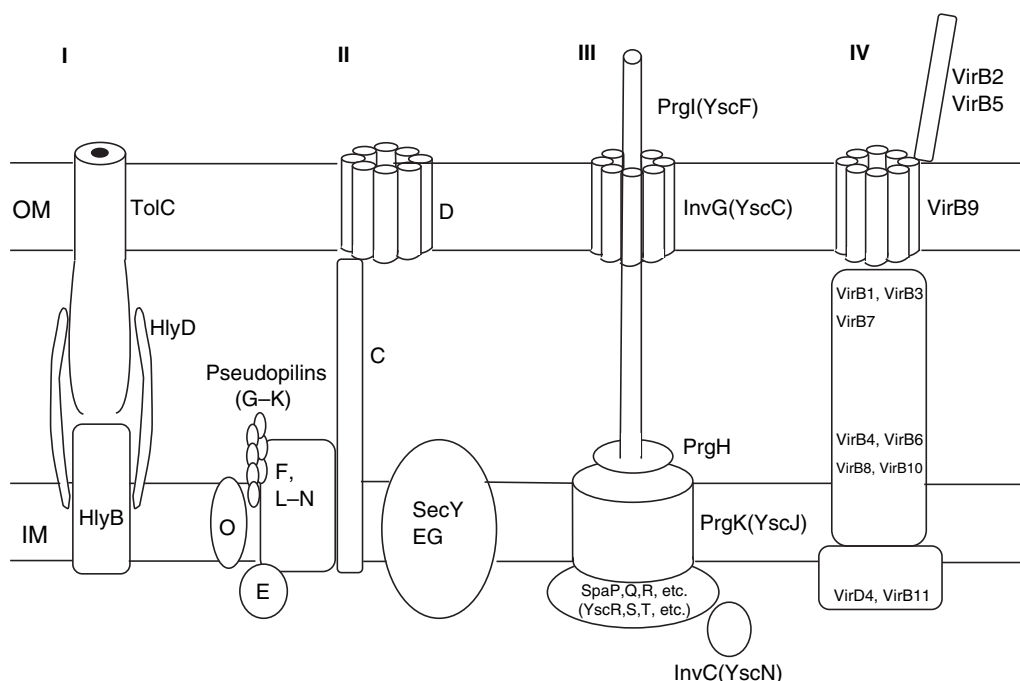 I
II
III
IV
VirB2
VirB5
PrgI(YscF)
OM
TolC
D
InvG(YscC)
VirB9
HlyD
C
Pseudopilins
(G–K)
VirB1, VirB3
VirB7
PrgH
VirB4, VirB6
VirB8, VirB10
F,
L–N
SecY
EG
HlyB
O
IM
PrgK(YscJ)
E
SpaP,Q,R, etc.
(YscR,S,T, etc.)
VirD4, VirB11
InvC(YscN)